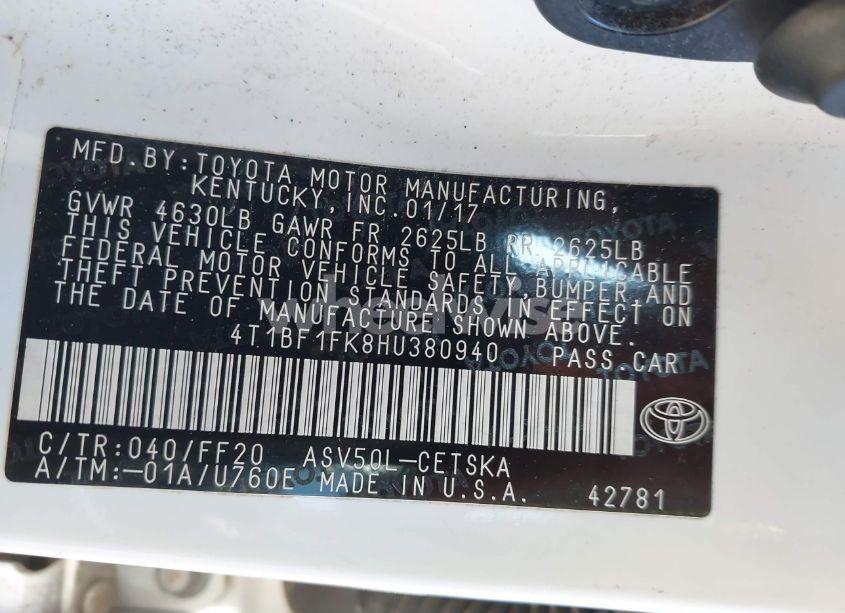 MFD. BY: TOYOTA MOTOR MANUFACTURING,
KENTUCKY, INC. 01/17
GVWR 4630LB GAWR FR 2625LB RR 2625LB
THIS VEHICLE CONFORMS TO ALL APPLICABLE
FEDERAL MOTOR VEHICLE SAFETY, BUMPER, AND
THEFT PREVENTION STANDARDS IN EFFECT ON
THE DATE OF MANUFACTURE SHOWN ABOVE.
4T1BF1FK8HU380940 PASS CAR
C/TR: 040/FF20 ASV50L-CETSKA
A/TM: -01A/U760E MADE IN U.S.A.
42781